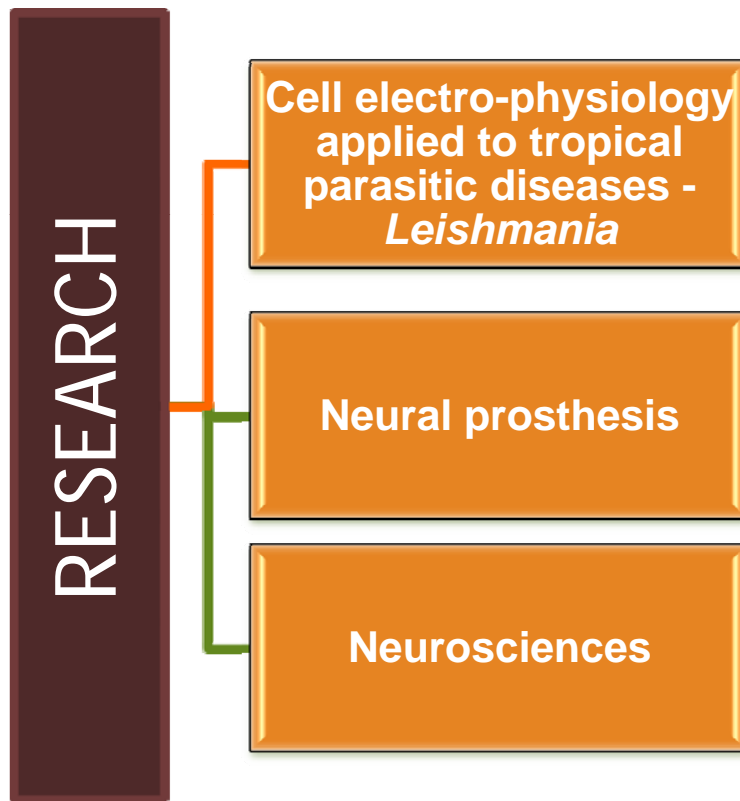 RESEARCH
Cell electro-physiology
applied to tropical
parasitic diseases -
Leishmania
Neural prosthesis
Neurosciences